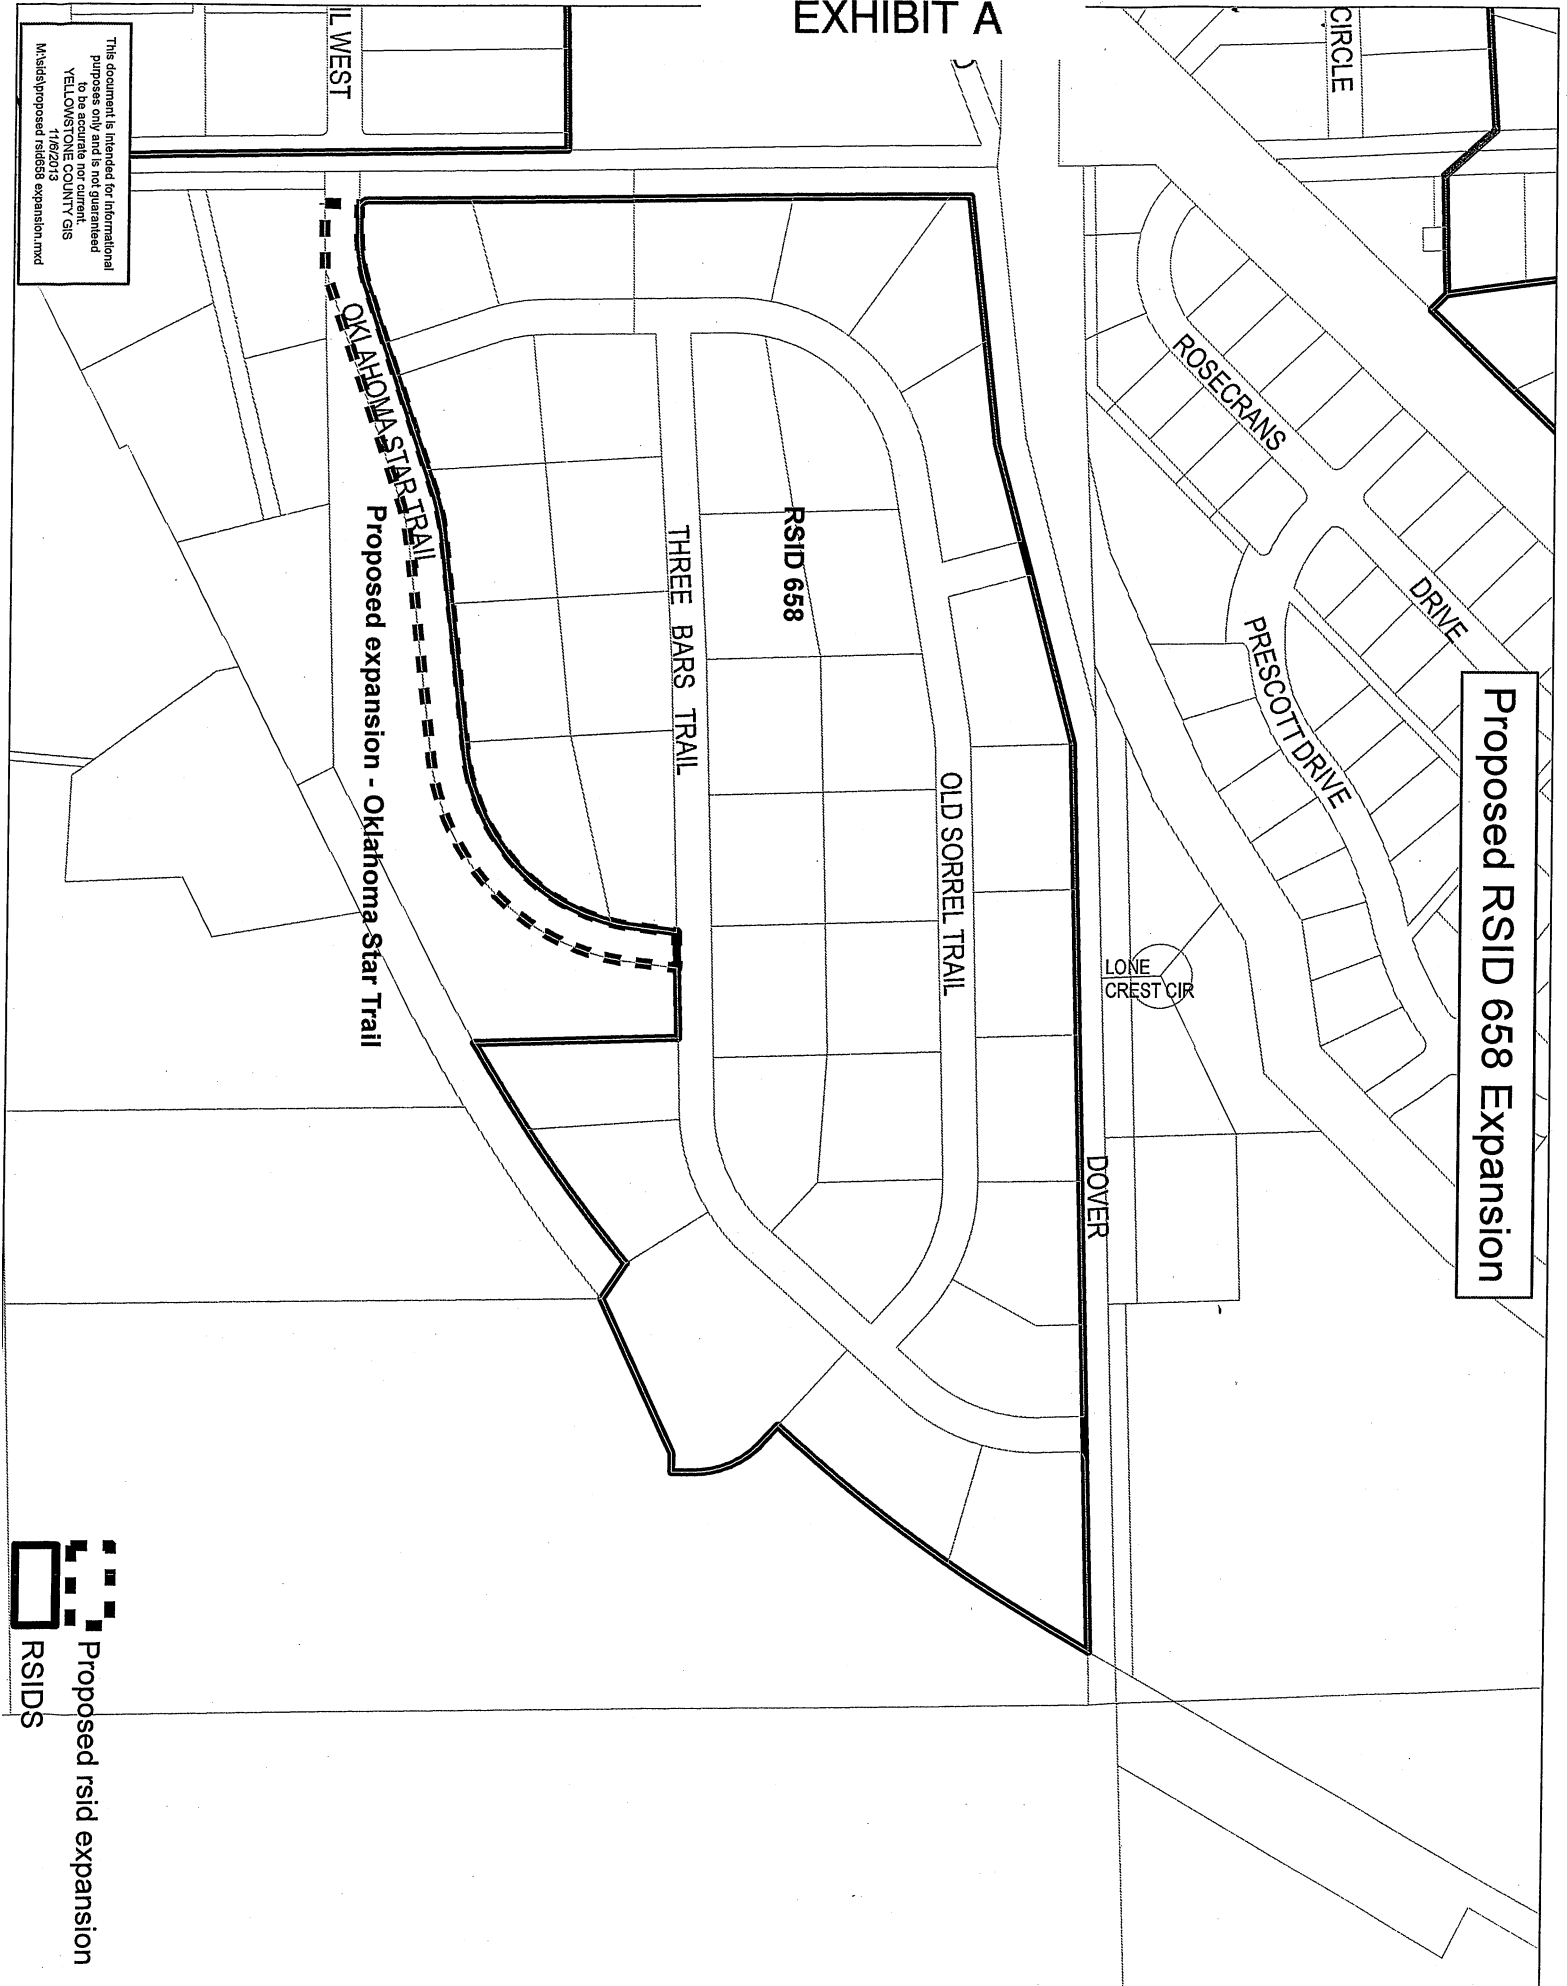 EXHIBIT A
Proposed RSID 658 Expansion
CIRCLE
ROSECRANS
DRIVE
PRESCOTT DRIVE
LONE
CREST CIR
DOVER
OLD SORREL TRAIL
RSID 658
THREE BARS TRAIL
OKLAHOMA STAR TRAIL
Proposed expansion - Oklahoma Star Trail
IL WEST
This document is intended for informational
purposes only and is not guaranteed
to be accurate nor current.
YELLOWSTONE COUNTY GIS
11/6/2013
M:\sids\proposed rsid658 expansion.mxd
Proposed rsid expansion
RSIDS